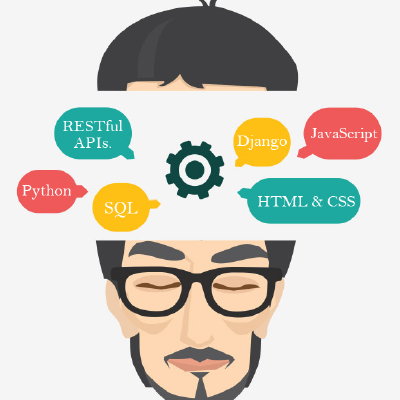 RESTful
APIs.
Django
JavaScript
Python
SQL
HTML & CSS